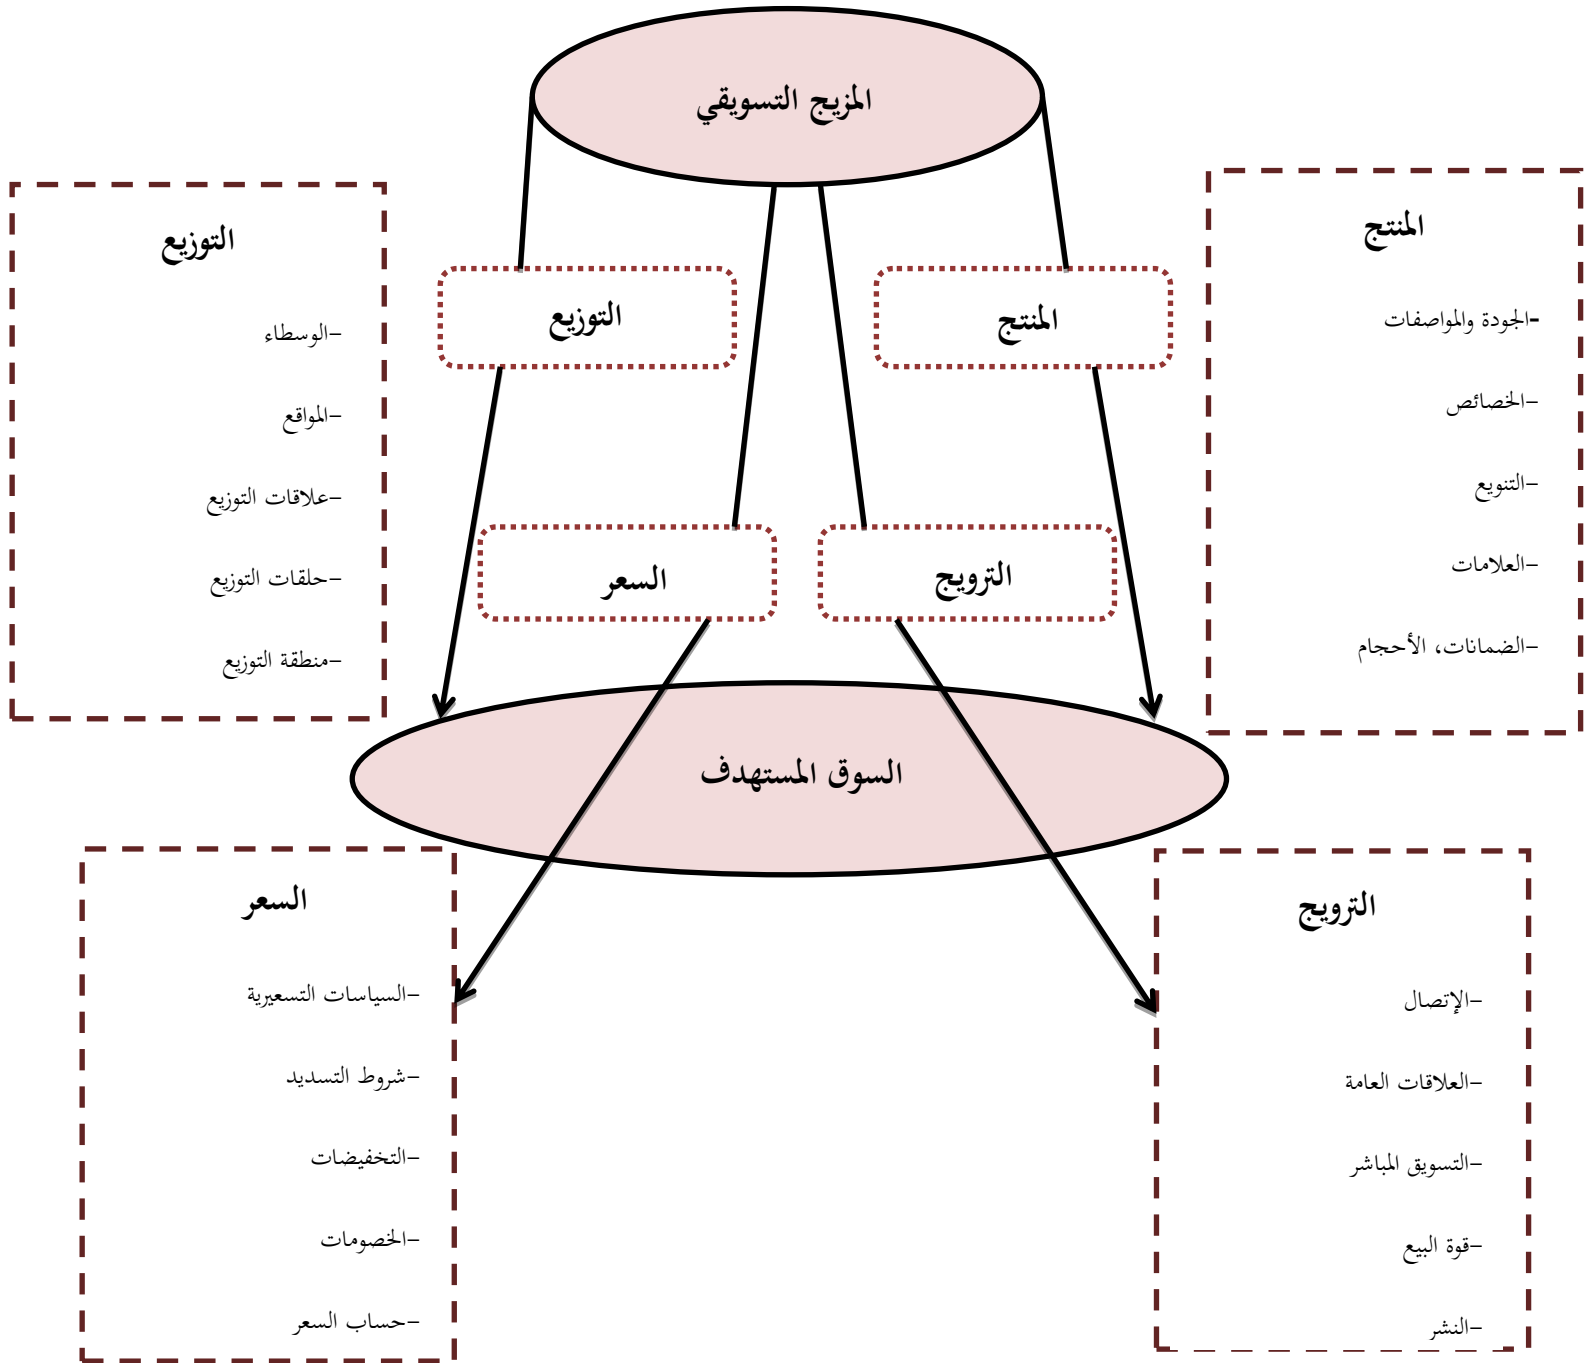 المزيج التسويقي
المنتج
-الجودة والمواصفات
-الخصائص
-التنويع
-العلامات
-الضمانات، الأحجام
المنتج
التوزيع
التوزيع
-الوسطاء
-المواقع
-علاقات التوزيع
-حلقات التوزيع
-منطقة التوزيع
الترويج
السعر
السوق المستهدف
الترويج
-الإتصال
-العلاقات العامة
-التسويق المباشر
-قوة البيع
-النشر
السعر
-السياسات التسعيرية
-شروط التسديد
-التخفيضات
-الخصومات
-حساب السعر